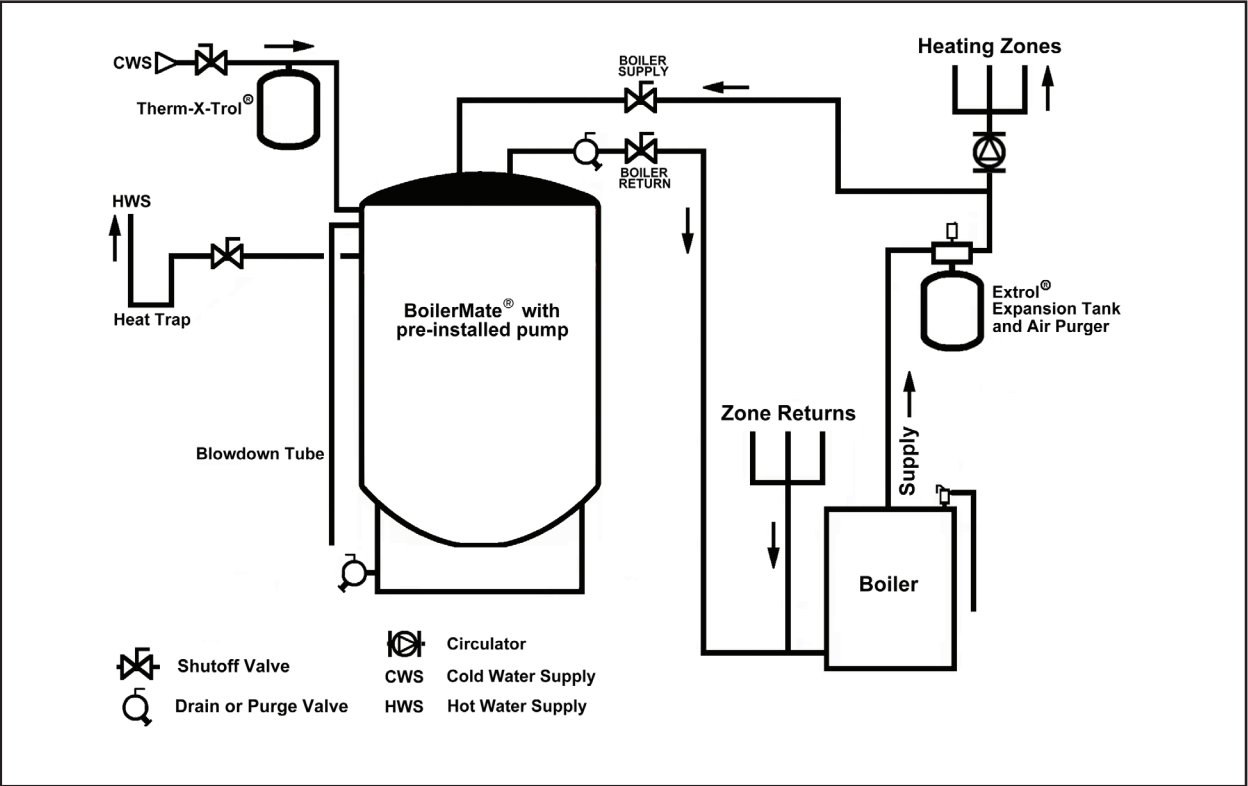 CWS
Therm-X-Trol®
BOILER
SUPPLY
BOILER
RETURN
Heating Zones
HWS
Heat Trap
BoilerMate® with
pre-installed pump
Extrol®
Expansion Tank
and Air Purger
Blowdown Tube
Zone Returns
Supply
Boiler
Shutoff Valve
Drain or Purge Valve
Circulator
CWS Cold Water Supply
HWS Hot Water Supply